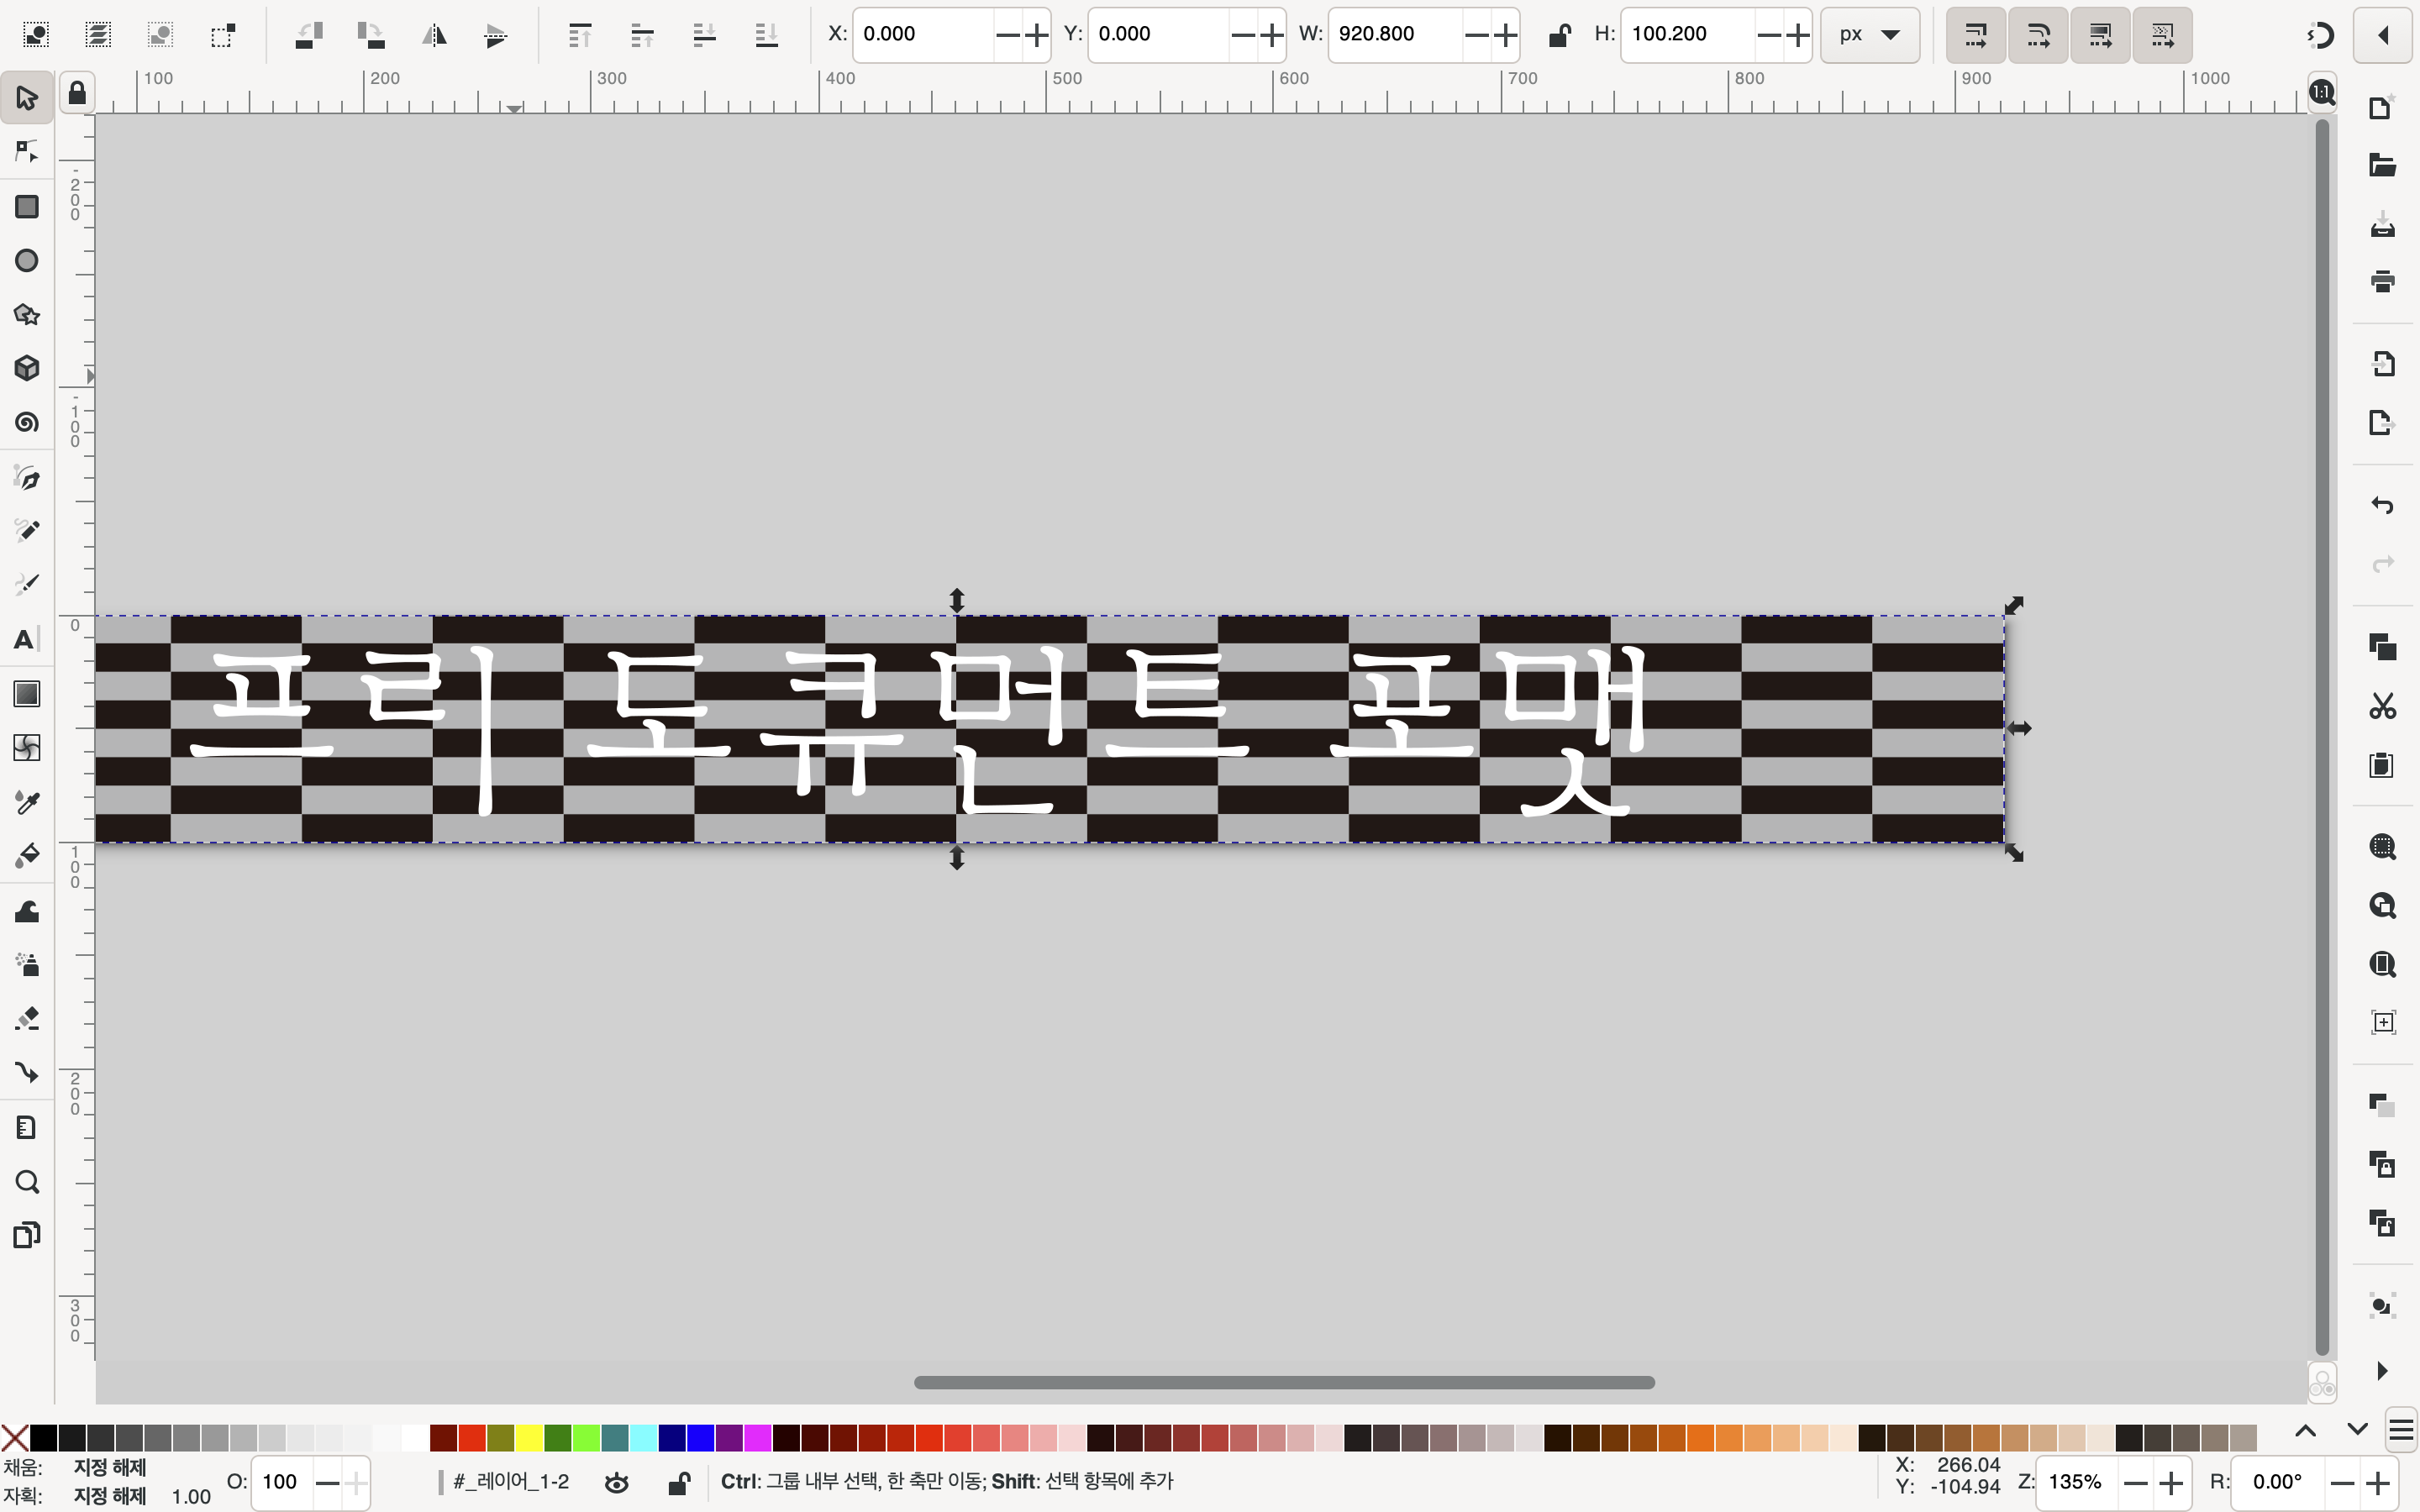 X: 0.000 Y: 0.000 W: 920.800 H: 100.200 px
100 200 300 400 500 600 700 800 900 1000
1:1
-200
-100
0
100
200
300
프리도큐먼트포맷
A
채움: 지정 해제
자획: 지정 해제 1.00
O: 100
#_레이어_1-2
Ctrl: 그룹 내부 선택, 한 축만 이동; Shift: 선택 항목에 추가
X: 266.04
Y: -104.94
Z: 135%
R: 0.00°